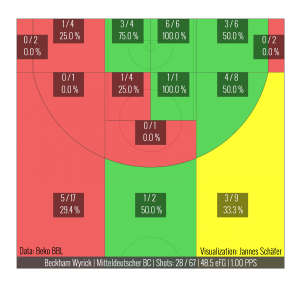 1 / 4
25.0 %
3 / 4
75.0 %
6 / 6
100.0 %
3 / 6
50.0 %
0 / 2
0.0 %
0 / 2
0.0 %
0 / 1
0.0 %
1 / 4
25.0 %
1 / 1
100.0 %
4 / 8
50.0 %
0 / 1
0.0 %
5 / 17
29.4 %
1 / 2
50.0 %
3 / 9
33.3 %
Data: Beko BBL
Visualization: Jannes Schäfer
Beckham Wyrick | Mitteldeutscher BC | Shots: 28 / 67 | 48.5 eFG | 1.00 PPS